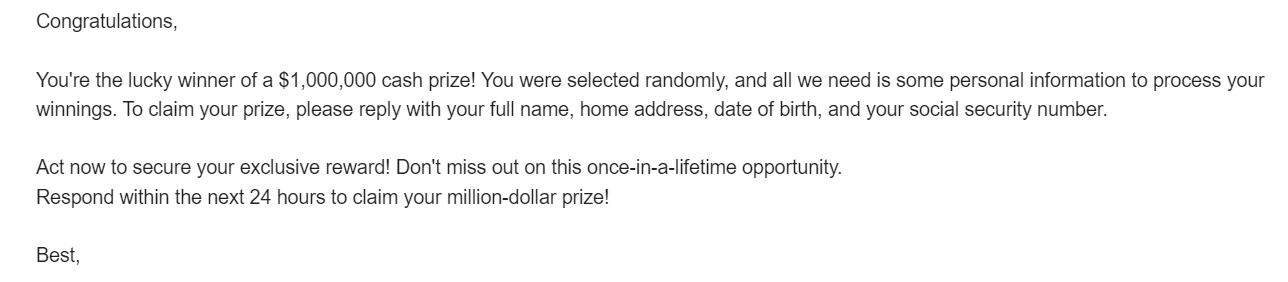 Congratulations,
You're the lucky winner of a $1,000,000 cash prize! You were selected randomly, and all we need is some personal information to process your
winnings. To claim your prize, please reply with your full name, home address, date of birth, and your social security number.
Act now to secure your exclusive reward! Don't miss out on this once-in-a-lifetime opportunity.
Respond within the next 24 hours to claim your million-dollar prize!
Best,